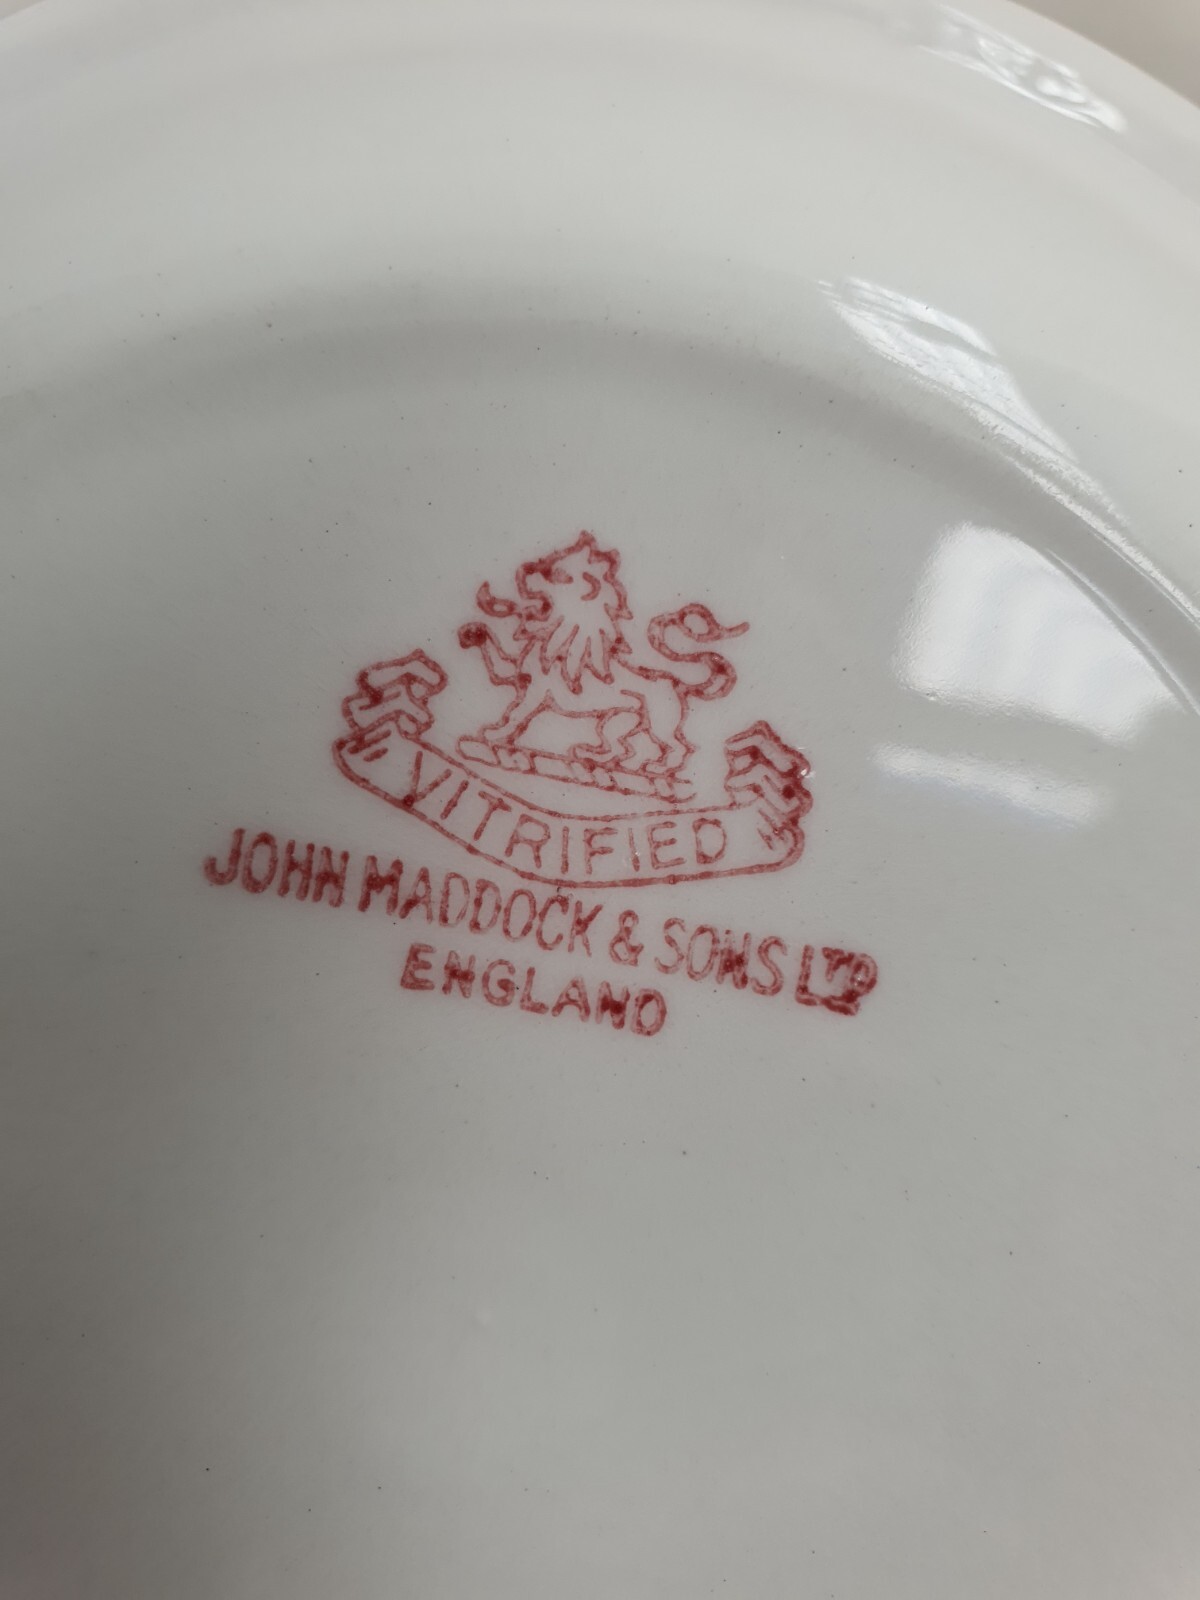 VITRIFIED
JOHN MADDOCK & SONS LTD
ENGLAND